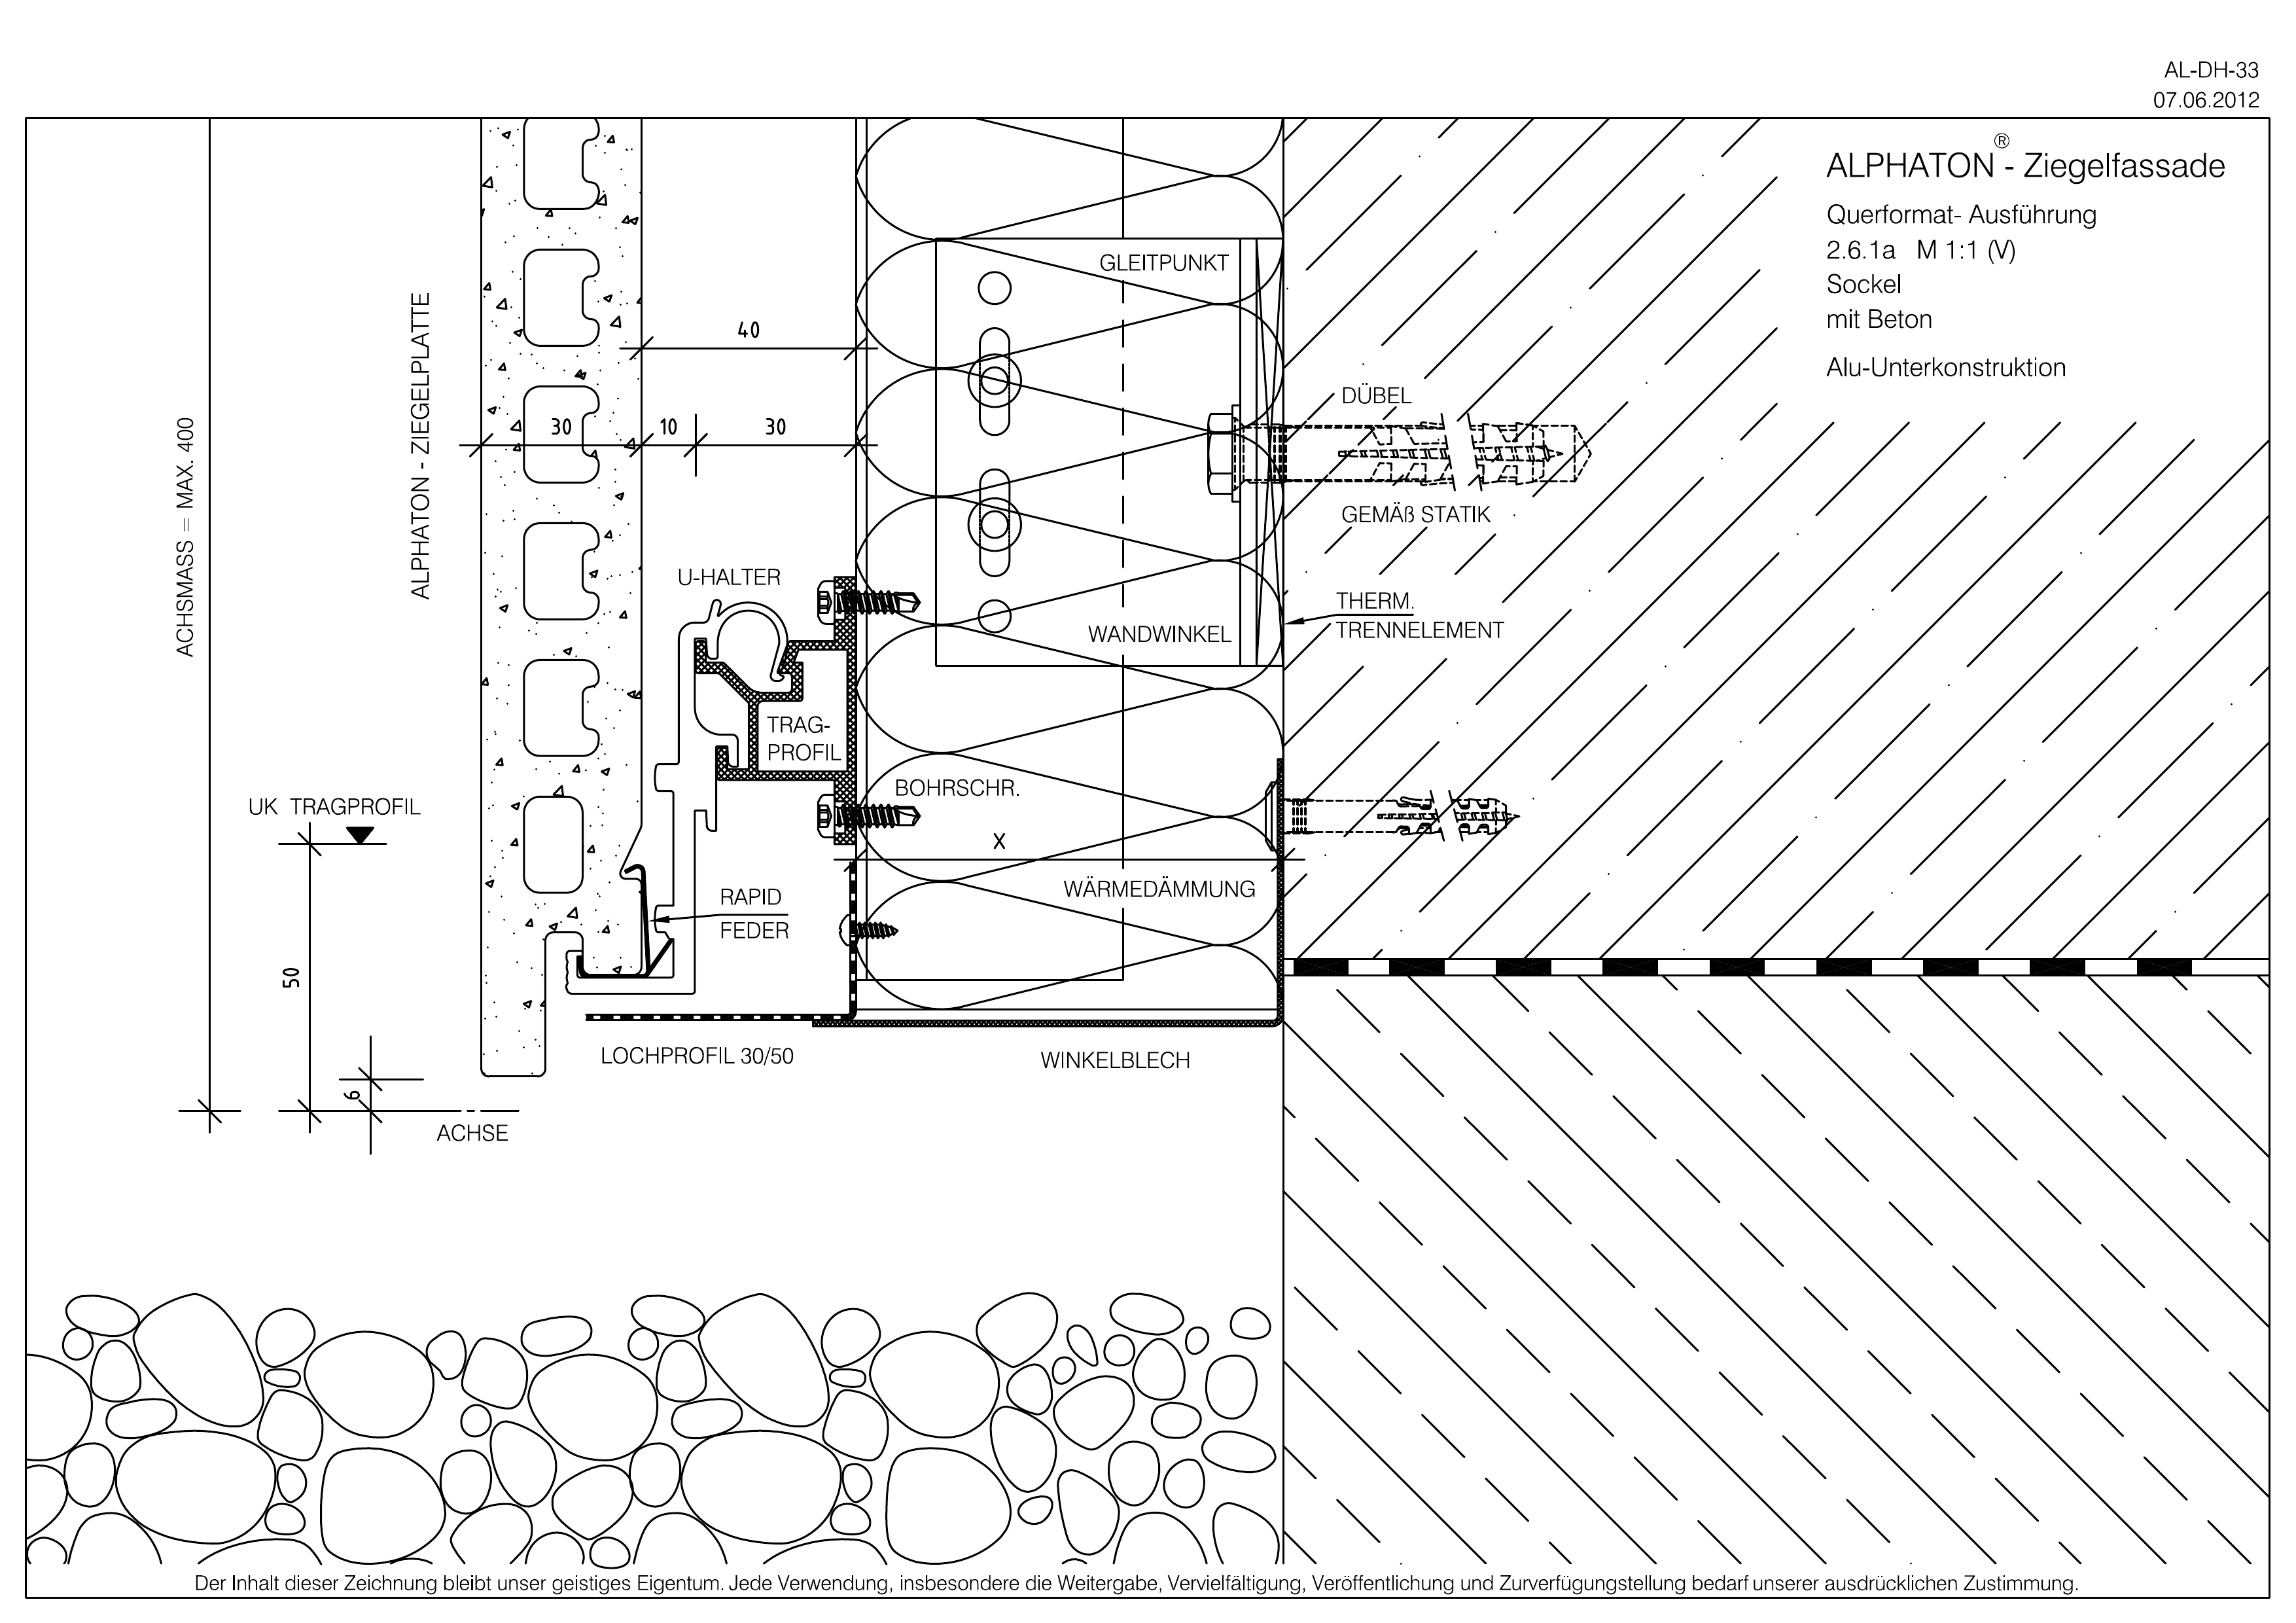 AL-DH-33
07.06.2012
®
ALPHATON - Ziegelfassade
Querformat- Ausführung
2.6.1a M 1:1 (V)
Sockel
mit Beton
Alu-Unterkonstruktion
GLEITPUNKT
ALPHATON - ZIEGELPLATTE
ACHSMASS = MAX. 400
40
30
10
30
DÜBEL
GEMÄß STATIK
U-HALTER
WANDWINKEL
THERM.
TRENNELEMENT
TRAG-
PROFIL
BOHRSCHR.
UK TRAGPROFIL
X
WÄRMEDÄMMUNG
RAPID
FEDER
50
LOCHPROFIL 30/50
WINKELBLECH
6
ACHSE
Der Inhalt dieser Zeichnung bleibt unser geistiges Eigentum. Jede Verwendung, insbesondere die Weitergabe, Vervielfältigung, Veröffentlichung und Zurverfügungstellung bedarf unserer ausdrücklichen Zustimmung.